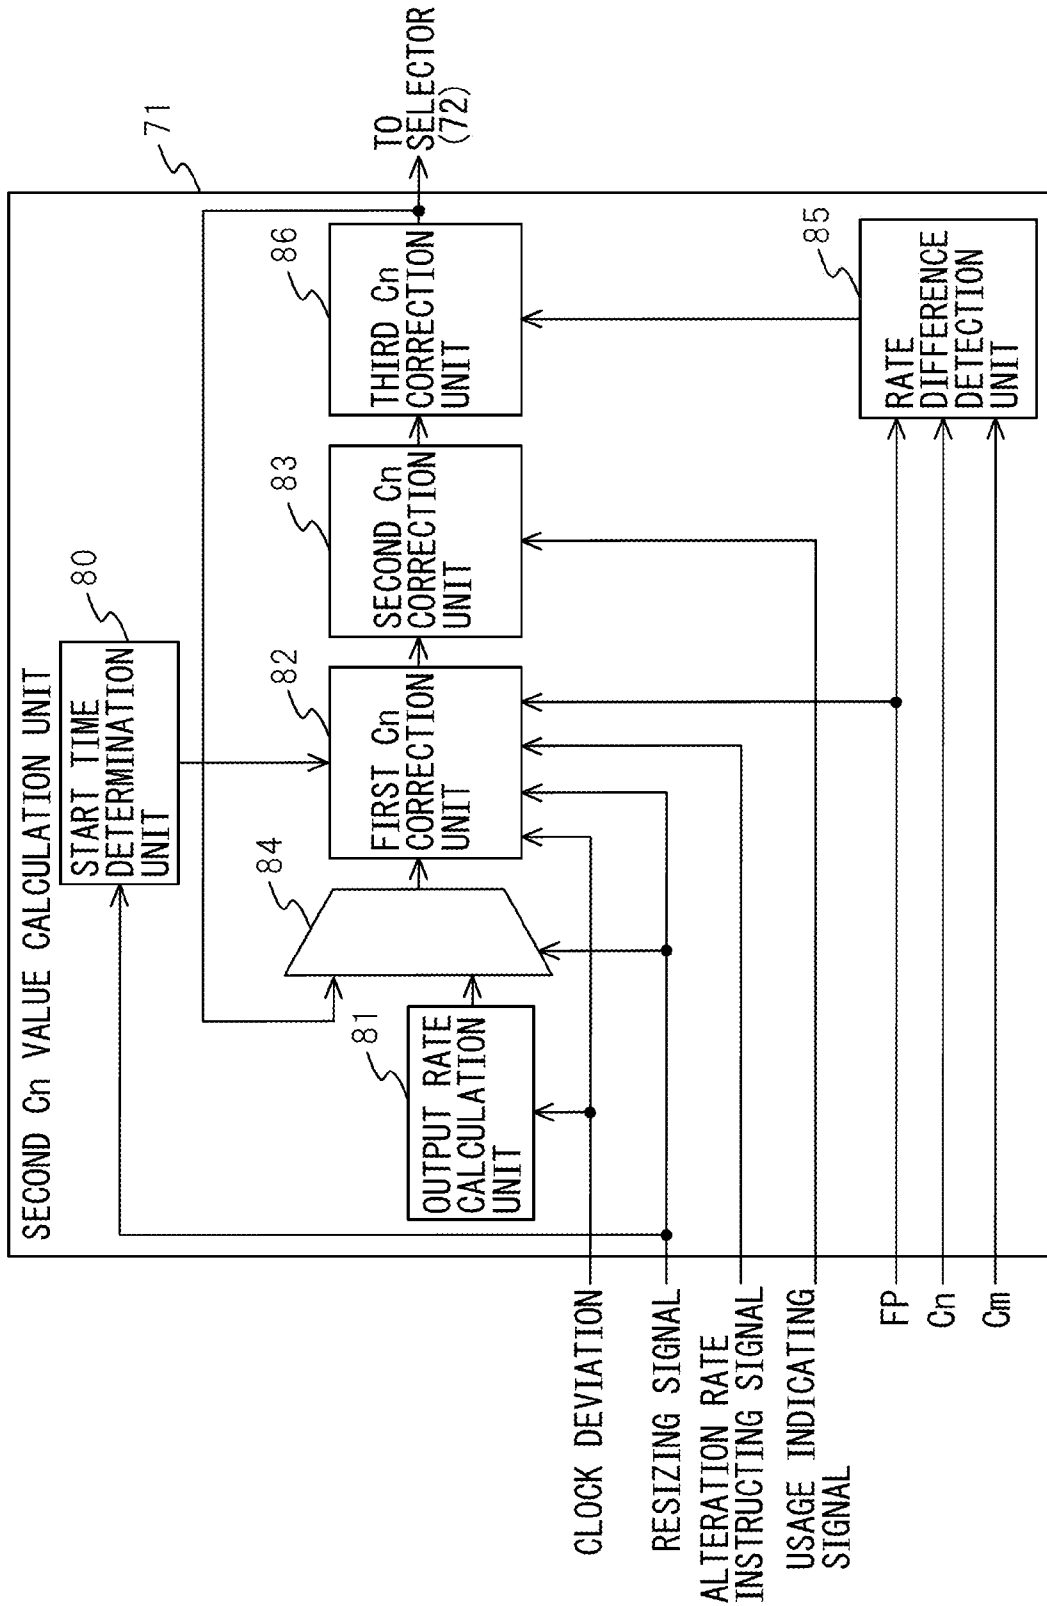 SECOND Cn VALUE CALCULATION UNIT
71
80
START TIME
DETERMINATION
UNIT
84
82
83
86
81
OUTPUT RATE
CALCULATION
UNIT
FIRST Cn
CORRECTION
UNIT
SECOND Cn
CORRECTION
UNIT
THIRD Cn
CORRECTION
UNIT
TO
SELECTOR
(72)
85
RATE
DIFFERENCE
DETECTION
UNIT
CLOCK DEVIATION
RESIZING SIGNAL
ALTERATION RATE
INSTRUCTING SIGNAL
USAGE INDICATING
SIGNAL
FP
Cn
Cm